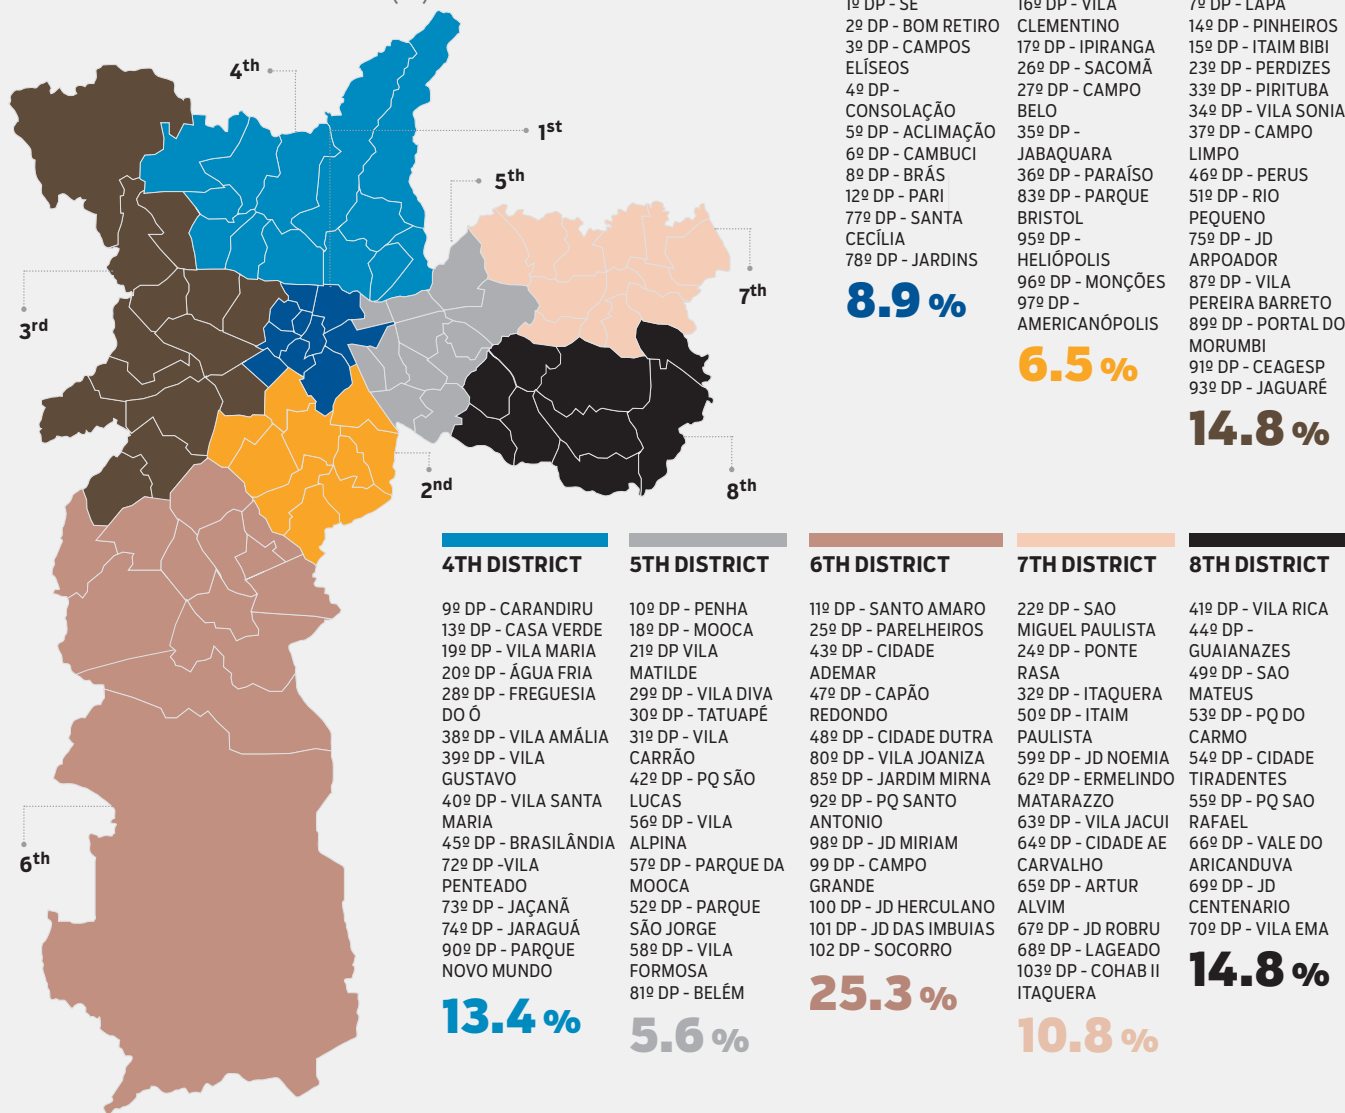 4th
1st
5th
7th
3rd
2nd
8th
6th
1º DP - SÉ
2º DP - BOM RETIRO
3º DP - CAMPOS
ELÍSEOS
4º DP -
CONSOLAÇÃO
5º DP - ACLIMAÇÃO
6º DP - CAMBUCI
8º DP - BRÁS
12º DP - PARI
77º DP - SANTA
CECÍLIA
78º DP - JARDINS
8.9 %
16º DP - VILA
CLEMENTINO
17º DP - IPIRANGA
26º DP - SACOMÃ
27º DP - CAMPO
BELO
35º DP -
JABAQUARA
36º DP - PARAÍSO
83º DP - PARQUE
BRISTOL
95º DP -
HELIÓPOLIS
96º DP - MONÇÕES
97º DP -
AMERICANÓPOLIS
6.5 %
7º DP - LAPA
14º DP - PINHEIROS
15º DP - ITAIM BIBI
23º DP - PERDIZES
33º DP - PIRITUBA
34º DP - VILA SONIA
37º DP - CAMPO
LIMPO
46º DP - PERUS
51º DP - RIO
PEQUENO
75º DP - JD
ARPOADOR
87º DP - VILA
PEREIRA BARRETO
89º DP - PORTAL DO
MORUMBI
91º DP - CEAGESP
93º DP - JAGUARÉ
14.8 %
4TH DISTRICT
9º DP - CARANDIRU
13º DP - CASA VERDE
19º DP - VILA MARIA
20º DP - ÁGUA FRIA
28º DP - FREGUESIA
DO Ó
38º DP - VILA AMÁLIA
39º DP - VILA
GUSTAVO
40º DP - VILA SANTA
MARIA
45º DP - BRASILÂNDIA
72º DP -VILA
PENTEADO
73º DP - JAÇANÃ
74º DP - JARAGUÁ
90º DP - PARQUE
NOVO MUNDO
13.4 %
5TH DISTRICT
10º DP - PENHA
18º DP - MOOCA
21º DP VILA
MATILDE
29º DP - VILA DIVA
30º DP - TATUAPÉ
31º DP - VILA
CARRÃO
42º DP - PQ SÃO
LUCAS
56º DP - VILA
ALPINA
57º DP - PARQUE DA
MOOCA
52º DP - PARQUE
SÃO JORGE
58º DP - VILA
FORMOSA
81º DP - BELÉM
5.6 %
6TH DISTRICT
11º DP - SANTO AMARO
25º DP - PARELHEIROS
43º DP - CIDADE
ADEMAR
47º DP - CAPÃO
REDONDO
48º DP - CIDADE DUTRA
80º DP - VILA JOANIZA
85º DP - JARDIM MIRNA
92º DP - PQ SANTO
ANTONIO
98º DP - JD MIRIAM
99 DP - CAMPO
GRANDE
100 DP - JD HERCULANO
101 DP - JD DAS IMBUIAS
102 DP - SOCORRO
25.3 %
7TH DISTRICT
22º DP - SAO
MIGUEL PAULISTA
24º DP - PONTE
RASA
32º DP - ITAQUERA
50º DP - ITAIM
PAULISTA
59º DP - JD NOEMIA
62º DP - ERMELINDO
MATARAZZO
63º DP - VILA JACUI
64º DP - CIDADE AE
CARVALHO
65º DP - ARTUR
ALVIM
67º DP - JD ROBRU
68º DP - LAGEADO
103º DP - COHAB II
ITAQUERA
10.8 %
8TH DISTRICT
41º DP - VILA RICA
44º DP -
GUAIANAZES
49º DP - SAO
MATEUS
53º DP - PQ DO
CARMO
54º DP - CIDADE
TIRADENTES
55º DP - PQ SAO
RAFAEL
66º DP - VALE DO
ARICANDUVA
69º DP - JD
CENTENARIO
70º DP - VILA EMA
14.8 %